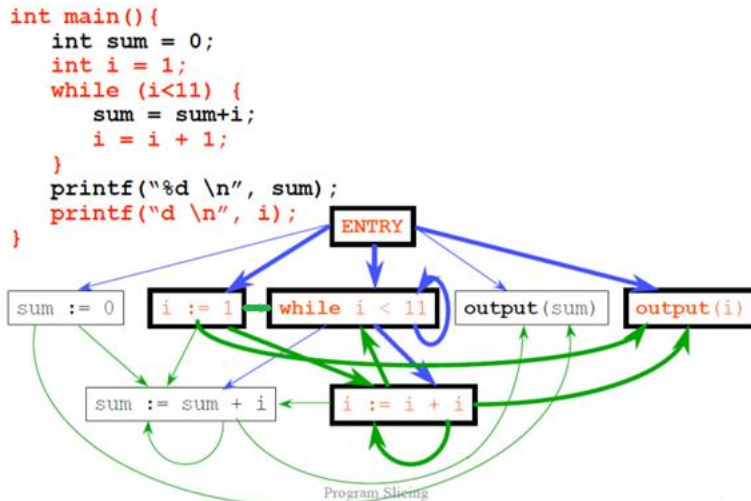 int main(){
int sum = 0;
int i = 1;
while (i<11) {
sum = sum+i;
i = i + 1;
}
printf(“%d \n”, sum);
printf(“d \n”, i);
}
ENTRY
sum := 0
i := 1
while i < 11
output(sum)
output(i)
sum := sum + i
i := i + i
Program Slicing